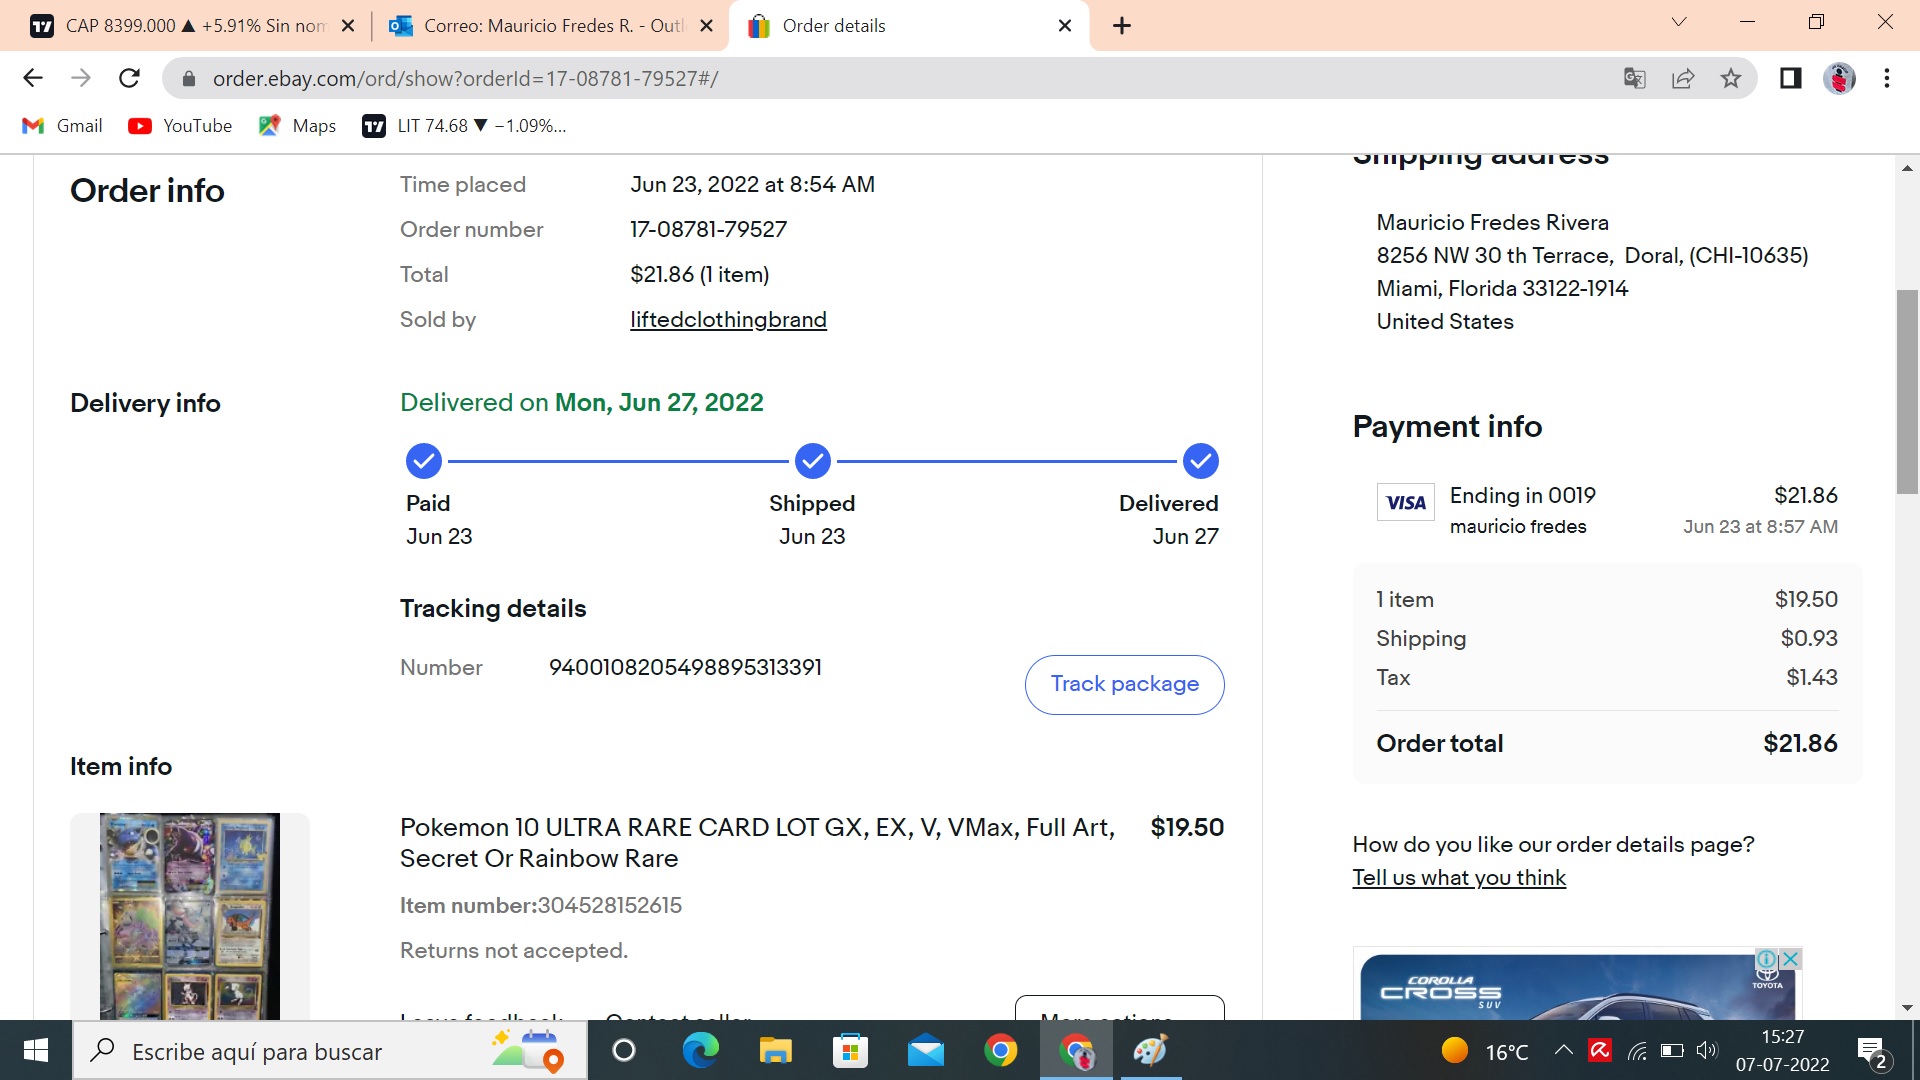 CAP 8399.000 ▲ +5.91% Sin nom
Correo: Mauricio Fredes R. - Outl
Order details
order.ebay.com/ord/show?orderId=17-08781-79527#/
Gmail
YouTube
Maps
LIT 74.68 ▼ −1.09%...
Order info
Time placed Jun 23, 2022 at 8:54 AM
Order number 17-08781-79527
Total $21.86 (1 item)
Sold by liftedclothingbrand
Delivery info
Delivered on Mon, Jun 27, 2022
Paid Shipped Delivered
Jun 23 Jun 23 Jun 27
Tracking details
Number 9400108205498895313391
Track package
Item info
Pokemon 10 ULTRA RARE CARD LOT GX, EX, V, VMax, Full Art, $19.50
Secret Or Rainbow Rare
Item number:304528152615
Returns not accepted.
Leave feedback Contact seller More actions
Shipping address
Mauricio Fredes Rivera
8256 NW 30 th Terrace, Doral, (CHI-10635)
Miami, Florida 33122-1914
United States
Payment info
VISA Ending in 0019 $21.86
mauricio fredes Jun 23 at 8:57 AM
1 item $19.50
Shipping $0.93
Tax $1.43
Order total $21.86
How do you like our order details page?
Tell us what you think
COROLLA
CROSS
SUV
TOYOTA
Escribe aquí para buscar
16°C
15:27
07-07-2022
2